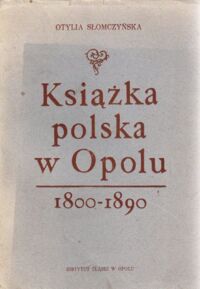 OTYLIA SŁOMCZYŃSKA
Książka
polska
w Opolu
1800-1890
INSTYTUT ŚLĄSKI W OPOLU